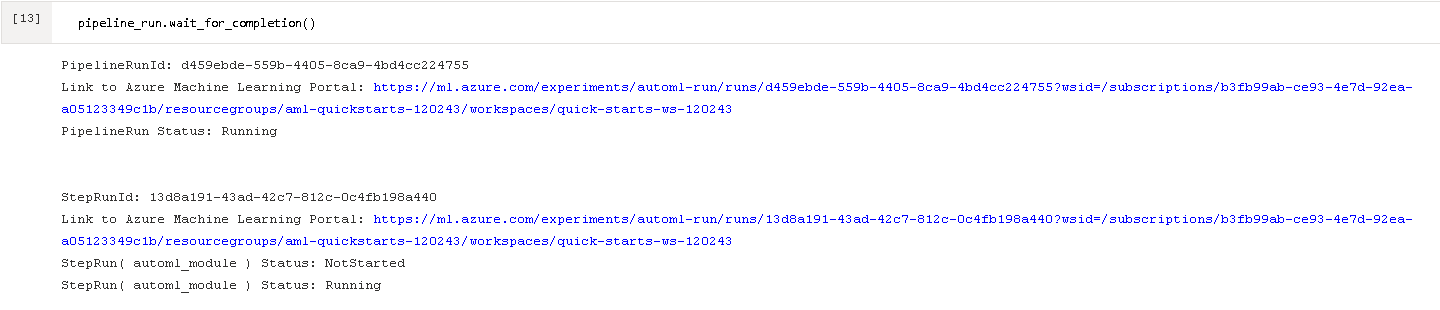 [13]
pipeline_run.wait_for_completion()
PipelineRunId: d459ebde-559b-4405-8ca9-4bd4cc224755
Link to Azure Machine Learning Portal: https://ml.azure.com/experiments/automl-run/runs/d459ebde-559b-4405-8ca9-4bd4cc224755?wsid=/subscriptions/b3fb99ab-ce93-4e7d-92ea-
a05123349c1b/resourcegroups/aml-quickstarts-120243/workspaces/quick-starts-ws-120243
PipelineRun Status: Running
StepRunId: 13d8a191-43ad-42c7-812c-0c4fb198a440
Link to Azure Machine Learning Portal: https://ml.azure.com/experiments/automl-run/runs/13d8a191-43ad-42c7-812c-0c4fb198a440?wsid=/subscriptions/b3fb99ab-ce93-4e7d-92ea-
a05123349c1b/resourcegroups/aml-quickstarts-120243/workspaces/quick-starts-ws-120243
StepRun( automl_module ) Status: NotStarted
StepRun( automl_module ) Status: Running